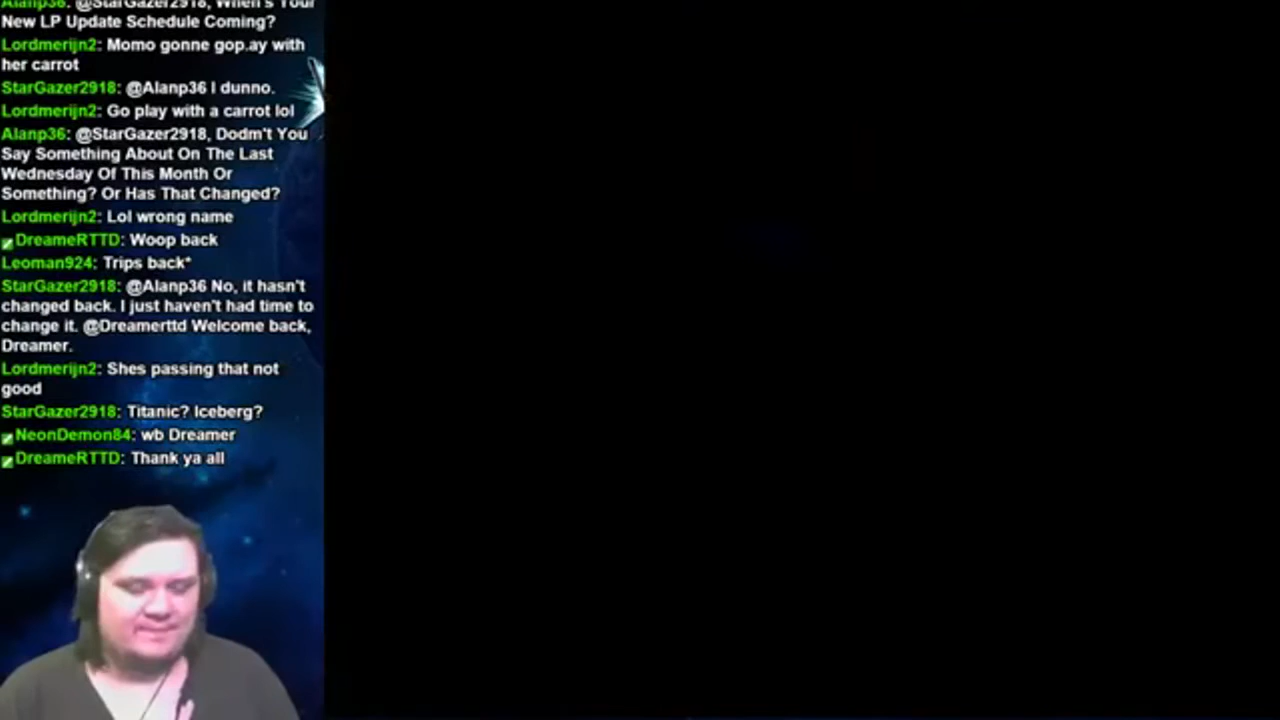 Alanp36: @StarGazer2918, When's Your
New LP Update Schedule Coming?
Lordmerijn2: Momo gonne gop.ay with
her carrot
StarGazer2918: @Alanp36 I dunno.
Lordmerijn2: Go play with a carrot lol
Alanp36: @StarGazer2918, Dodm't You
Say Something About On The Last
Wednesday Of This Month Or
Something? Or Has That Changed?
Lordmerijn2: Lol wrong name
DreameRTTD: Woop back
Leoman924: Trips back*
StarGazer2918: @Alanp36 No, it hasn't
changed back. I just haven't had time to
change it. @Dreamerttd Welcome back,
Dreamer.
Lordmerijn2: Shes passing that not
good
StarGazer2918: Titanic? Iceberg?
NeonDemon84: wb Dreamer
DreameRTTD: Thank ya all